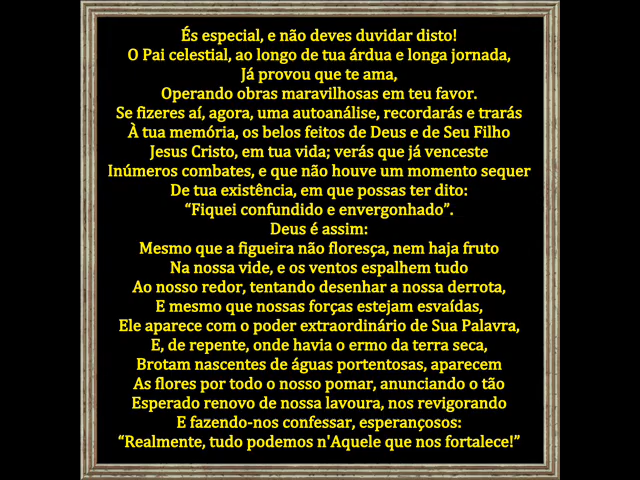 És especial, e não deves duvidar disto!
O Pai celestial, ao longo de tua árdua e longa jornada,
Já provou que te ama,
Operando obras maravilhosas em teu favor.
Se fizeres aí, agora, uma autoanálise, recordarás e trarás
À tua memória, os belos feitos de Deus e de Seu Filho
Jesus Cristo, em tua vida; verás que já venceste
Inúmeros combates, e que não houve um momento sequer
De tua existência, em que possas ter dito:
“Fiquei confundido e envergonhado”.
Deus é assim:
Mesmo que a figueira não floresça, nem haja fruto
Na nossa vide, e os ventos espalhem tudo
Ao nosso redor, tentando desenhar a nossa derrota,
E mesmo que nossas forças estejam esvaídas,
Ele aparece com o poder extraordinário de Sua Palavra,
E, de repente, onde havia o ermo da terra seca,
Brotam nascentes de águas portentosas, aparecem
As flores por todo o nosso pomar, anunciando o tão
Esperado renovo de nossa lavoura, nos revigorando
E fazendo-nos confessar, esperançosos:
“Realmente, tudo podemos n'Aquele que nos fortalece!”